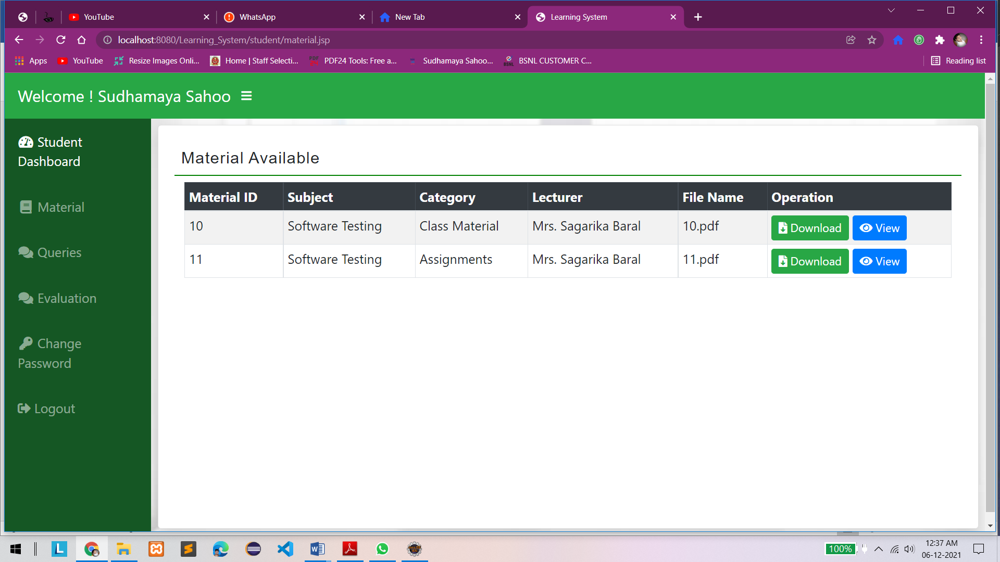 YouTube
WhatsApp
New Tab
Learning System
localhost:8080/Learning_System/student/material.jsp
Apps
YouTube
Resize Images Onli...
Home | Staff Selecti...
PDF24 Tools: Free a...
Sudhamaya Sahoo...
BSNL CUSTOMER C...
Reading list
Welcome ! Sudhamaya Sahoo
Student
Dashboard
Material
Queries
Evaluation
Change
Password
Logout
Material Available
Material ID Subject Category Lecturer File Name Operation
10 Software Testing Class Material Mrs. Sagarika Baral 10.pdf Download View
11 Software Testing Assignments Mrs. Sagarika Baral 11.pdf Download View
100%
12:37 AM
06-12-2021